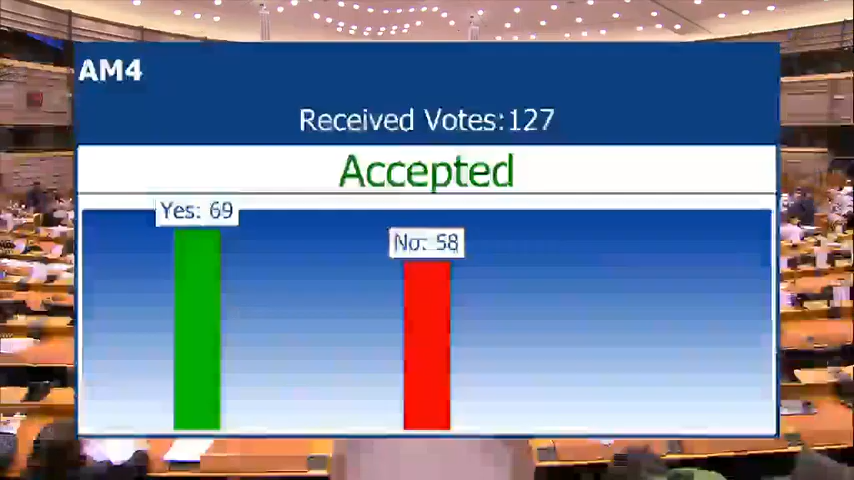 AM4
Received Votes:127
Accepted
Yes: 69
No: 58